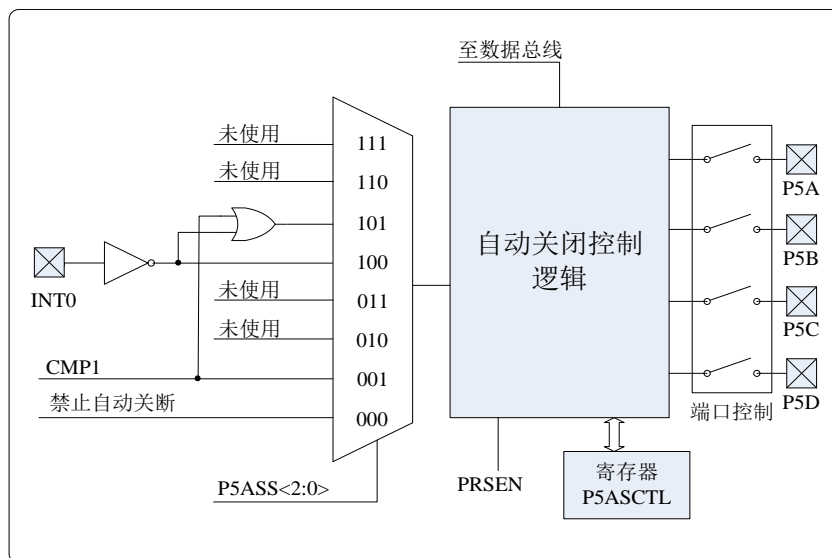 至数据总线
未使用
111
未使用
110
101
100
INT0
未使用
011
未使用
010
CMP1
001
禁止自动关断
000
P5ASS<2:0>
自动关闭控制
逻辑
PRSEN
寄存器
P5ASCTL
P5A
P5B
P5C
P5D
端口控制